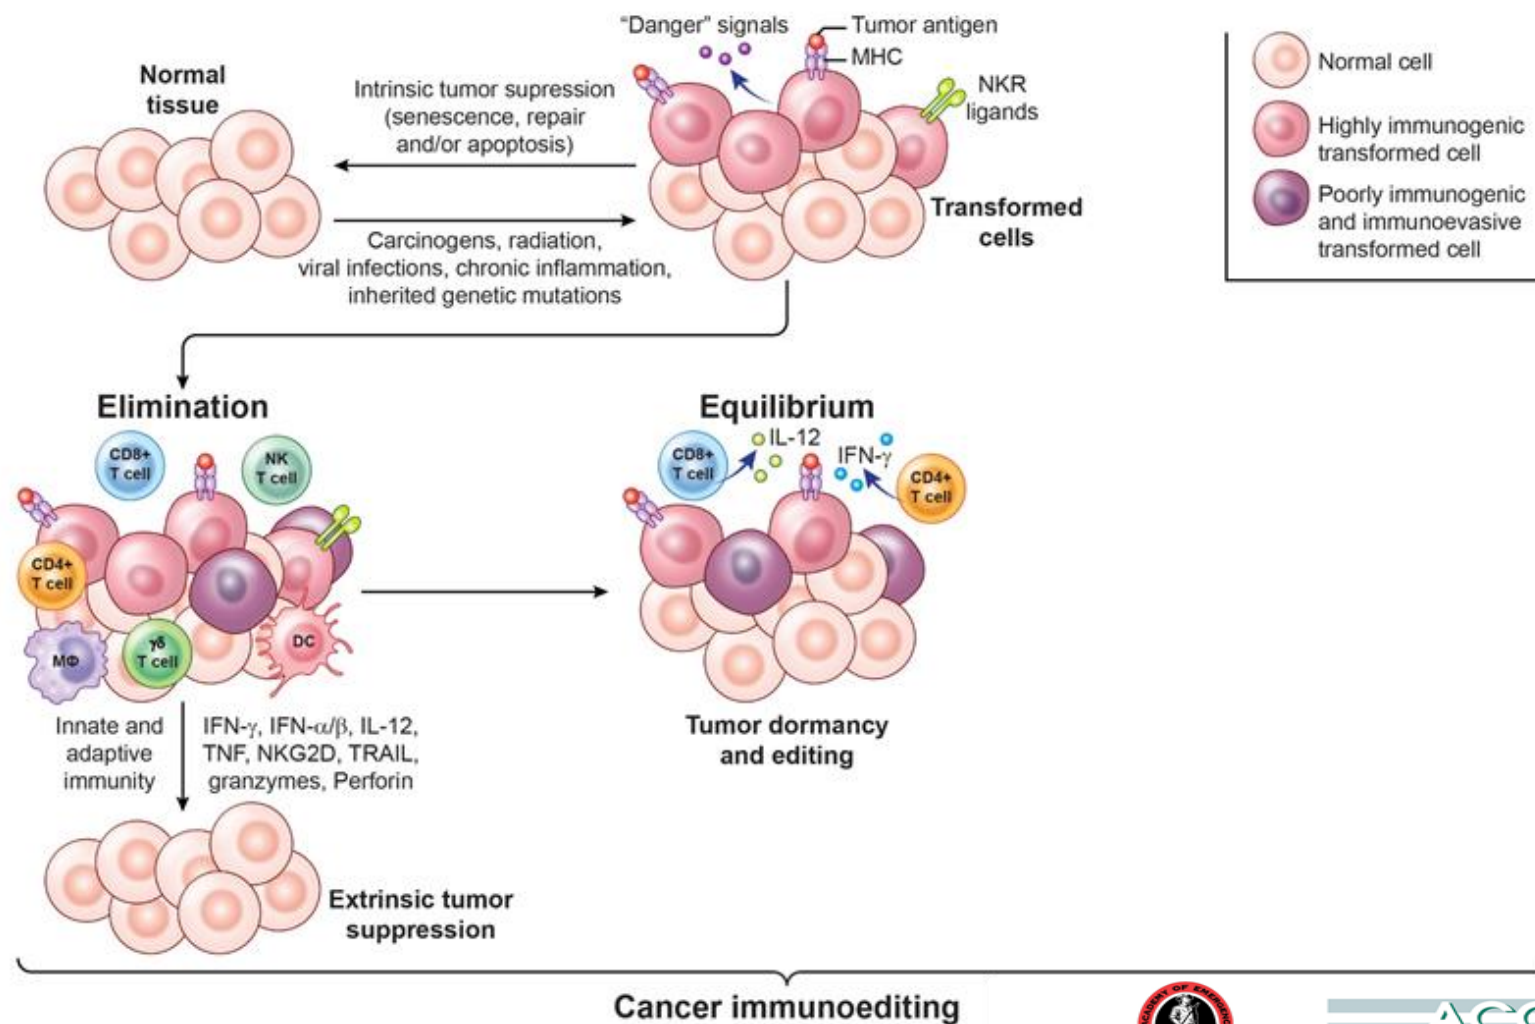 “Danger” signals
Tumor antigen
MHC
NKR
ligands
Normal
tissue
Intrinsic tumor supression
(senescence, repair
and/or apoptosis)
Carcinogens, radiation,
viral infections, chronic inflammation,
inherited genetic mutations
Transformed
cells
Normal cell
Highly immunogenic
transformed cell
Poorly immunogenic
and immunoevasive
transformed cell
Elimination
CD8+
T cell
NK
T cell
CD4+
T cell
MΦ
γδ
T cell
DC
Equilibrium
CD8+
T cell
IL-12
IFN-γ
CD4+
T cell
Tumor dormancy
and editing
Innate and
adaptive
immunity
IFN-γ, IFN-α/β, IL-12,
TNF, NKG2D, TRAIL,
granzymes, Perforin
Extrinsic tumor
suppression
Cancer immunoediting
ACADEMY OF